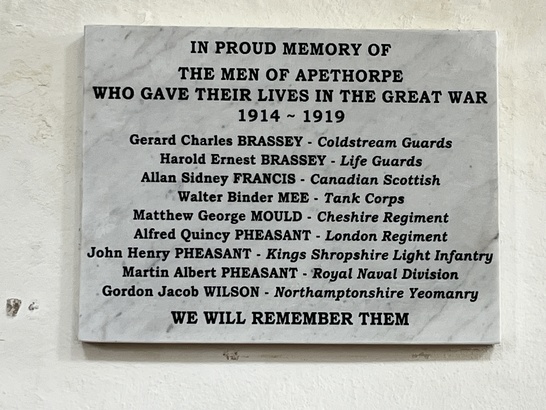 IN PROUD MEMORY OF
THE MEN OF APETHORPE
WHO GAVE THEIR LIVES IN THE GREAT WAR
1914 ~ 1919
Gerard Charles BRASSEY - Coldstream Guards
Harold Ernest BRASSEY - Life Guards
Allan Sidney FRANCIS - Canadian Scottish
Walter Binder MEE - Tank Corps
Matthew George MOULD - Cheshire Regiment
Alfred Quincy PHEASANT - London Regiment
John Henry PHEASANT - Kings Shropshire Light Infantry
Martin Albert PHEASANT - Royal Naval Division
Gordon Jacob WILSON - Northamptonshire Yeomanry
WE WILL REMEMBER THEM